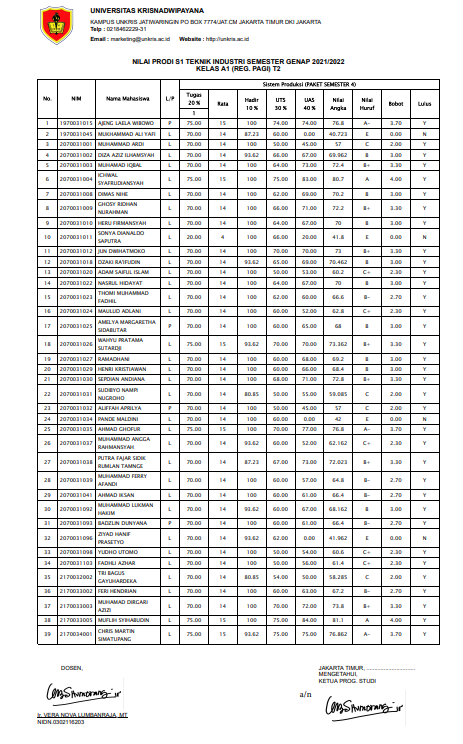 UNIVERSITAS KRISNADWIPAYANA
KAMPUS UNKRIS JATIWARINGIN PO BOX 7774/JAT.CM JAKARTA TIMUR DKI JAKARTA
Telp : 0218462229-31
Email : marketing@unkris.ac.id Website : http://unkris.ac.id
NILAI PRODI S1 TEKNIK INDUSTRI SEMESTER GENAP 2021/2022
KELAS A1 (REG. PAGI) T2
Sistem Produksi (PAKET SEMESTER 4)
No. NIM Nama Mahasiswa L/P Tugas 20 % Rata Hadir 10 % UTS 30 % UAS 40 % Nilai Angka Nilai Huruf Bobot Lulus
1
1 1970031015 AJENG LAELA WIBOWO P 75.00 15 100 74.00 74.00 76.8 A- 3.70 Y
2 1970031045 MUKHAMMAD ALI YAFI L 70.00 14 87.23 60.00 0.00 40.723 E 0.00 N
3 2070031001 MUHAMMAD ARDI L 70.00 14 100 50.00 45.00 57 C 2.00 Y
4 2070031002 DIZA AZIZ ILHAMSYAH L 70.00 14 93.62 66.00 67.00 69.962 B 3.00 Y
5 2070031003 MUHAMAD IQBAL L 70.00 14 100 64.00 73.00 72.4 B+ 3.30 Y
6 2070031004 ICHWAL SYAFRUDIANSYAH L 75.00 15 100 75.00 83.00 80.7 A 4.00 Y
7 2070031008 DIMAS NIHE L 70.00 14 100 62.00 69.00 70.2 B 3.00 Y
8 2070031009 GHOSY RIDHAN NURAHMAN L 70.00 14 100 66.00 71.00 72.2 B+ 3.30 Y
9 2070031010 HERU FIRMANSYAH L 70.00 14 100 64.00 67.00 70 B 3.00 Y
10 2070031011 SONYA DIANALDO SAPUTRA L 20.00 4 100 66.00 20.00 41.8 E 0.00 N
11 2070031012 JUN DWIHATMOKO L 70.00 14 100 70.00 70.00 73 B+ 3.30 Y
12 2070031018 DZAKI RA'IFUDIN L 70.00 14 93.62 65.00 69.00 70.462 B 3.00 Y
13 2070031020 ADAM SAIFUL ISLAM L 70.00 14 100 50.00 53.00 60.2 C+ 2.30 Y
14 2070031022 NASRUL HIDAYAT L 70.00 14 100 64.00 67.00 70 B 3.00 Y
15 2070031023 THOMI MUHAMMAD FADHIL L 70.00 14 100 62.00 60.00 66.6 B- 2.70 Y
16 2070031024 MAULUD ADLANI L 70.00 14 100 60.00 52.00 62.8 C+ 2.30 Y
17 2070031025 AMELYA MARGARETHA SIDABUTAR P 70.00 14 100 60.00 65.00 68 B 3.00 Y
18 2070031026 WAHYU PRATAMA SUTARDJI L 75.00 15 93.62 70.00 70.00 73.362 B+ 3.30 Y
19 2070031027 RAMADHANI L 70.00 14 100 60.00 68.00 69.2 B 3.00 Y
20 2070031029 HENRI KRISTIAWAN L 70.00 14 100 60.00 66.00 68.4 B 3.00 Y
21 2070031030 SEPDIAN ANDIANA L 70.00 14 100 68.00 71.00 72.8 B+ 3.30 Y
22 2070031031 SUDIBYO NAMPI NUGROHO L 70.00 14 80.85 50.00 55.00 59.085 C 2.00 Y
23 2070031032 ALIFFAH APRILYA P 70.00 14 100 50.00 45.00 57 C 2.00 Y
24 2070031034 PANDE MALDINI L 70.00 14 100 60.00 0.00 42 E 0.00 N
25 2070031035 AHMAD GHOFUR L 75.00 15 100 70.00 77.00 76.8 A- 3.70 Y
26 2070031037 MUHAMMAD ANGGA RAHMANSYAH L 70.00 14 93.62 60.00 52.00 62.162 C+ 2.30 Y
27 2070031038 PUTRA FAJAR SIDIK RUMLAN TAMNGE L 70.00 14 87.23 67.00 73.00 72.023 B+ 3.30 Y
28 2070031039 MUHAMMAD FERRY AFANDI L 70.00 14 100 57.00 60.00 65.1 B- 2.70 Y
29 2070031041 AHMAD IKSAN L 70.00 14 100 60.00 61.00 66.4 B- 2.70 Y
30 2070031092 MUHAMMAD LUKMAN HAKIM L 70.00 14 93.62 60.00 67.00 68.162 B 3.00 Y
31 2070031093 BADZLIN DUNYANA P 70.00 14 100 60.00 61.00 66.4 B- 2.70 Y
32 2070031096 ZIYAD HANIF PRASETYO L 70.00 14 93.62 62.00 0.00 41.962 E 0.00 N
33 2070031098 YUDHO UTOMO L 70.00 14 100 50.00 54.00 60.6 C+ 2.30 Y
34 2070031103 FADHLI AZHAR L 70.00 14 100 50.00 56.00 61.4 C+ 2.30 Y
35 2170032002 TRI BAGUS GAYUHARDEKA L 70.00 14 80.85 54.00 50.00 58.285 C 2.00 Y
36 2170033002 FERI HENDRIAN L 70.00 14 100 60.00 63.00 67.2 B- 2.70 Y
37 2170033003 MUHAMAD DIRGARI AZIZI L 70.00 14 100 70.00 72.00 73.8 B+ 3.30 Y
38 2170033005 MUFLIH SYIHABUDIN L 75.00 15 100 75.00 84.00 81.1 A 4.00 Y
39 2170034001 CHRIS MARTIN SIMATUPANG L 75.00 15 93.62 75.00 75.00 76.862 A- 3.70 Y
DOSEN,
JAKARTA TIMUR, ........................
MENGETAHUI,
KETUA PROG. STUDI
a/n
Ir. VERA NOVA LUMBANRAJA, MT
NIDN.0302116203